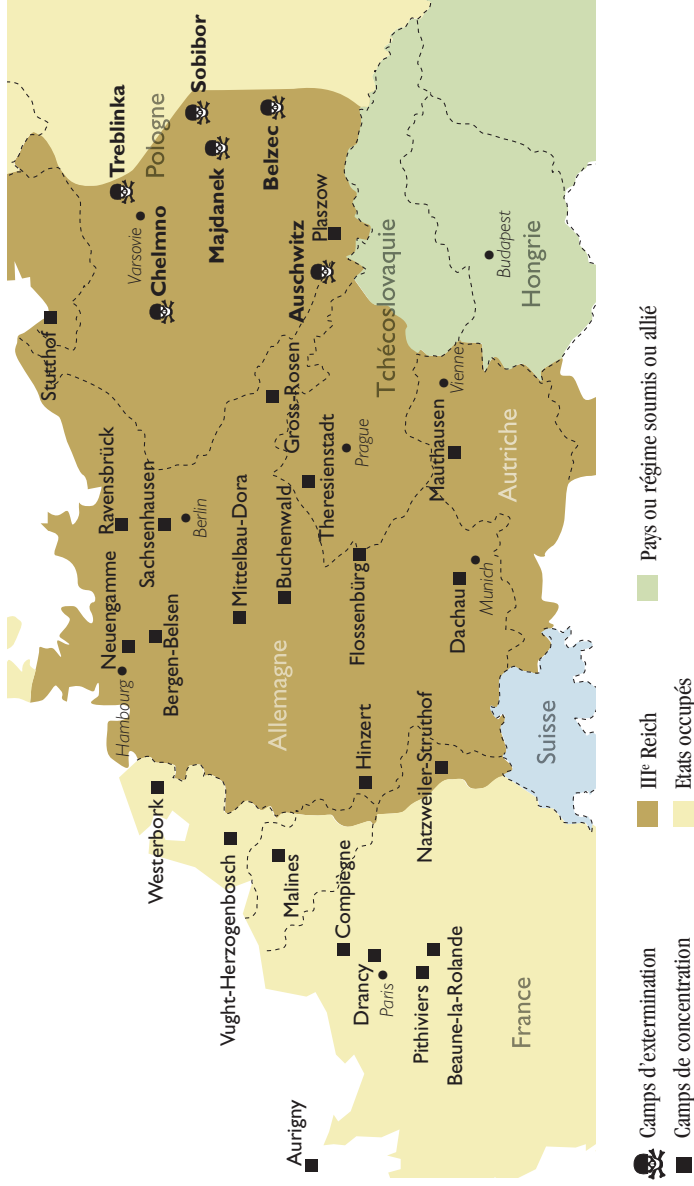 Stutthof
Treblinka
Sobibor
Pologne
Varsovie
Chelmno
Majdanek
Belzec
Auschwitz
Plaszow
Ravensbrück
Sachsenhausen
Berlin
Neuengamme
Hambourg
Bergen-Belsen
Mittelbau-Dora
Buchenwald
Gross-Rosen
Theresienstadt
Prague
Tchécoslovaquie
Allemagne
Flossenbürg
Mauthausen
Vienne
Budapest
Hongrie
Autriche
Dachau
Munich
Westerbork
Vught-Herzogenbosch
Malines
Hinzert
Natzweiler-Struthof
Suisse
Compiègne
Drancy
Paris
Pithiviers
Beaune-la-Rolande
France
Aurigny
Camps d'extermination
Camps de concentration
IIIe Reich
Etats occupés
Pays ou régime soumis ou allié